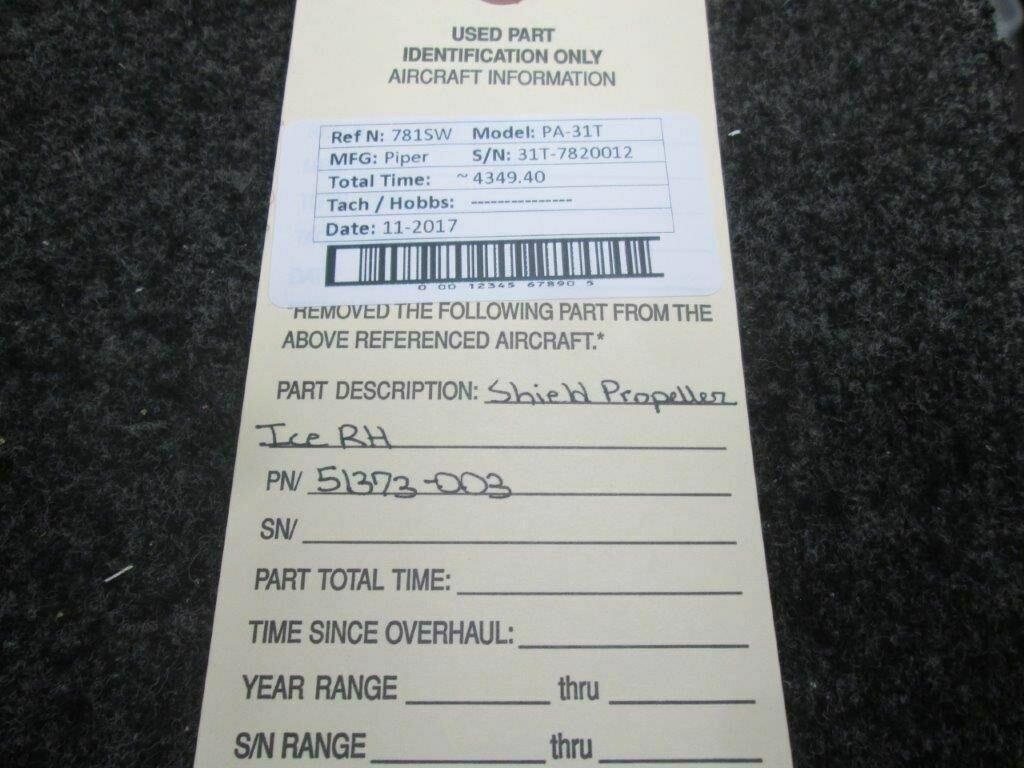 USED PART
IDENTIFICATION ONLY
AIRCRAFT INFORMATION
Ref N: 781SW Model: PA-31T
MFG: Piper S/N: 31T-7820012
Total Time: ~ 4349.40
Tach / Hobbs: ---------------
Date: 11-2017
0 00 12345 67890 5
*REMOVED THE FOLLOWING PART FROM THE
ABOVE REFERENCED AIRCRAFT.*
PART DESCRIPTION: Shield Propeller
Ice RH
PN/ 51373-003
SN/
PART TOTAL TIME:
TIME SINCE OVERHAUL:
YEAR RANGE thru
S/N RANGE thru